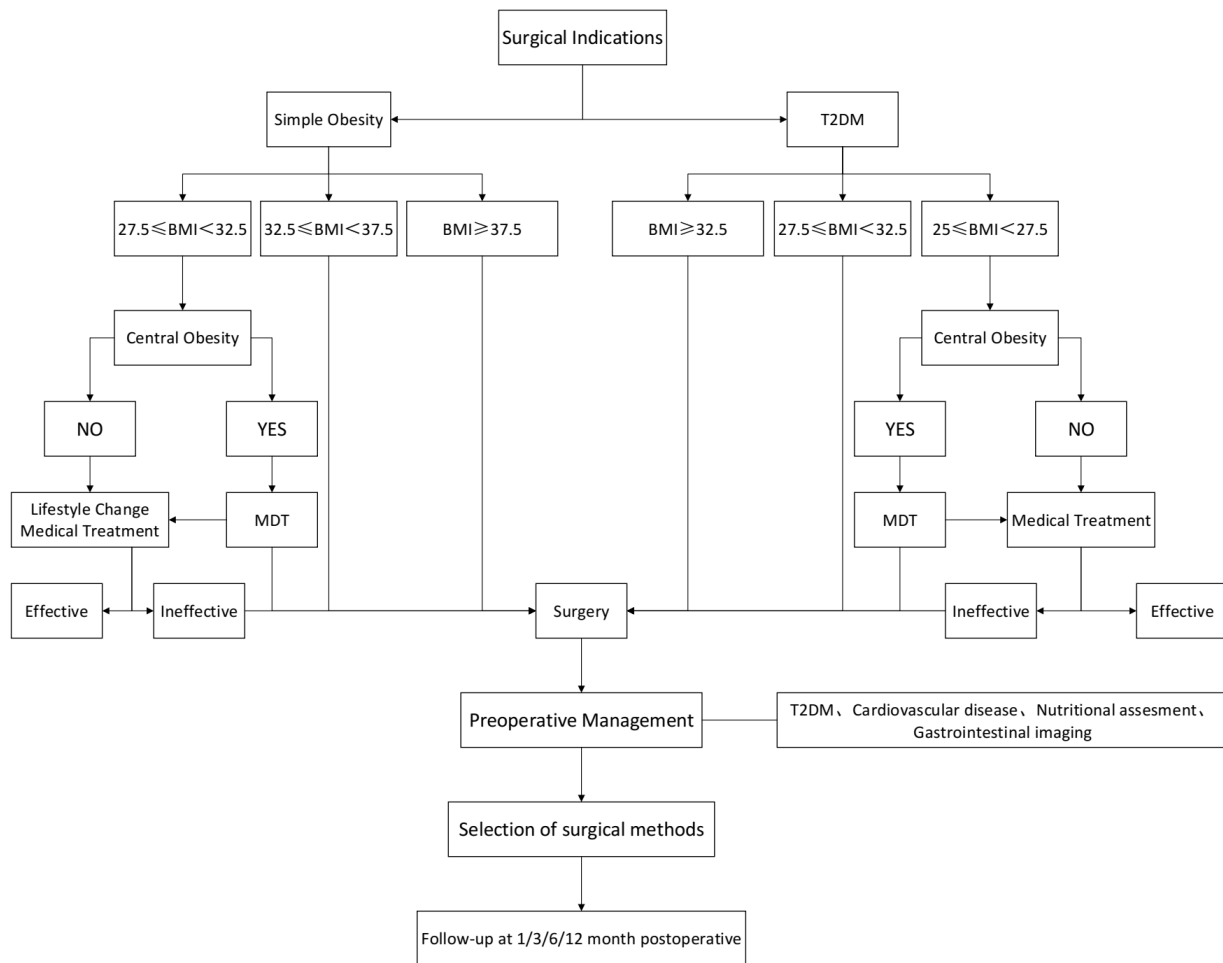 Surgical Indications
Simple Obesity
T2DM
27.5≤BMI<32.5
32.5≤BMI<37.5
BMI≥37.5
BMI≥32.5
27.5≤BMI<32.5
25≤BMI<27.5
Central Obesity
Central Obesity
NO
YES
YES
NO
Lifestyle Change
Medical Treatment
MDT
MDT
Medical Treatment
Effective
Ineffective
Surgery
Ineffective
Effective
Preoperative Management
T2DM、Cardiovascular disease、Nutritional assesment、
Gastrointestinal imaging
Selection of surgical methods
Follow-up at 1/3/6/12 month postoperative